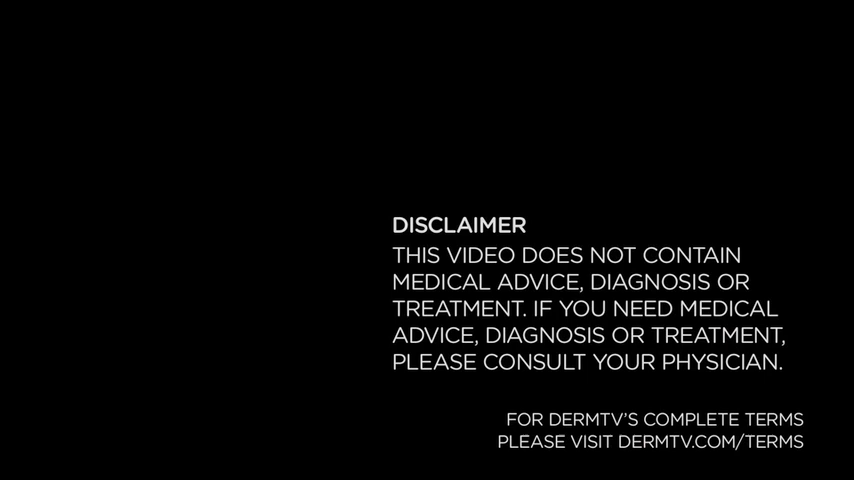 DISCLAIMER
THIS VIDEO DOES NOT CONTAIN
MEDICAL ADVICE, DIAGNOSIS OR
TREATMENT. IF YOU NEED MEDICAL
ADVICE, DIAGNOSIS OR TREATMENT,
PLEASE CONSULT YOUR PHYSICIAN.
FOR DERMTV'S COMPLETE TERMS
PLEASE VISIT DERMTV.COM/TERMS